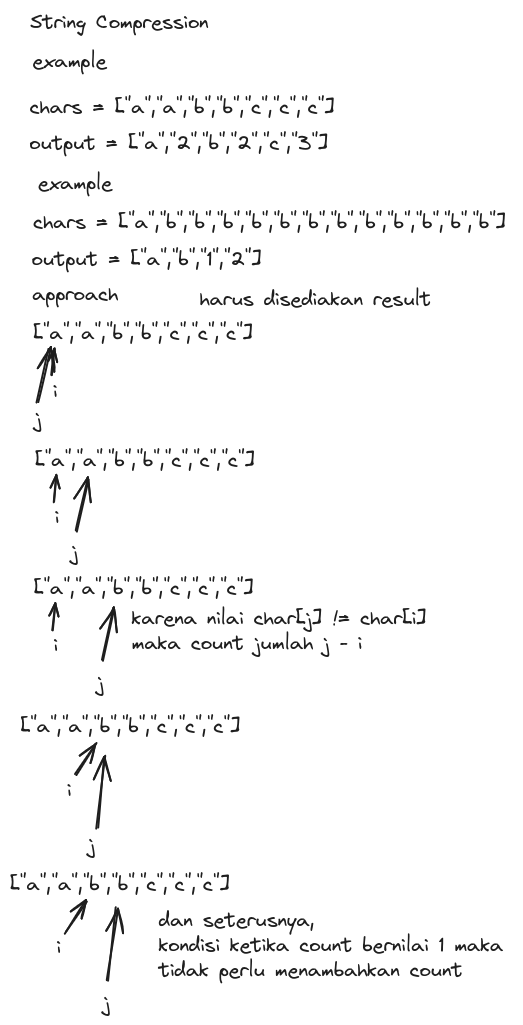 String Compression
example
chars = ["a","a","b","b","c","c","c"]
output = ["a","2","b","2","c","3"]
example
chars = ["a","b","b","b","b","b","b","b","b","b","b","b","b"]
output = ["a","b","1","2"]
approach harus disediakan result
["a","a","b","b","c","c","c"]
i
j
["a","a","b","b","c","c","c"]
i
j
["a","a","b","b","c","c","c"]
karena nilai char[j] != char[i]
i maka count jumlah j - i
j
["a","a","b","b","c","c","c"]
i
j
["a","a","b","b","c","c","c"]
dan seterusnya,
i kondisi ketika count bernilai 1 maka
tidak perlu menambahkan count
j